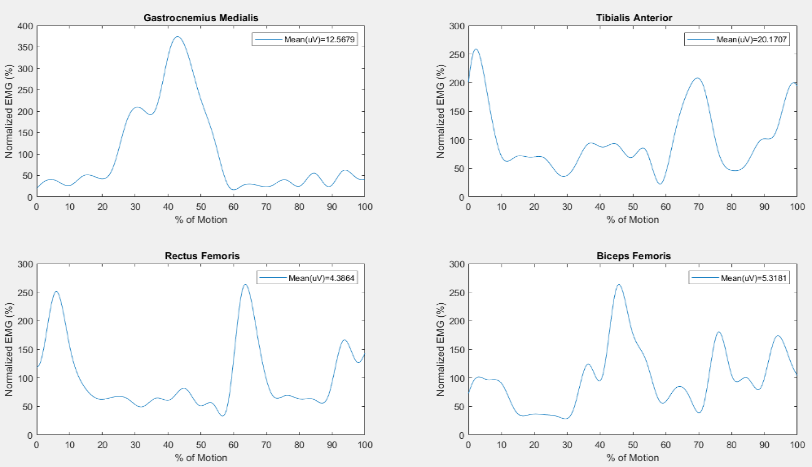 Gastrocnemius Medialis
400
350
300
250
200
150
100
50
0
Normalized EMG (%)
Mean(uV)=12.5679
0 10 20 30 40 50 60 70 80 90 100
% of Motion
Tibialis Anterior
300
250
200
150
100
50
0
Normalized EMG (%)
Mean(uV)=20.1707
0 10 20 30 40 50 60 70 80 90 100
% of Motion
Rectus Femoris
300
250
200
150
100
50
0
Normalized EMG (%)
Mean(uV)=4.3864
0 10 20 30 40 50 60 70 80 90 100
% of Motion
Biceps Femoris
300
250
200
150
100
50
0
Normalized EMG (%)
Mean(uV)=5.3181
0 10 20 30 40 50 60 70 80 90 100
% of Motion